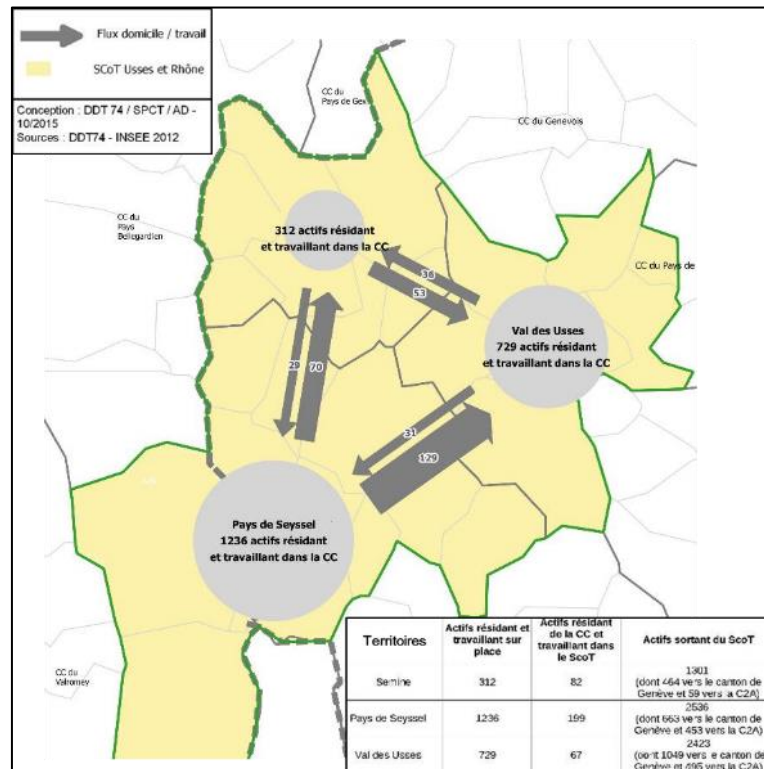 Flux domicile / travail
SCoT Usses et Rhône
Conception : DDT 74 / SPCT / AD -
10/2015
Sources : DDT74 - INSEE 2012
CC du
Pays de Gex
CC du Genevois
CC du
Pays
Bellegardien
312 actifs résidant
et travaillant dans la CC
CC du Pays de
36
53
Val des Usses
729 actifs résidant
et travaillant dans la CC
29
70
31
129
Pays de Seyssel
1236 actifs résidant
et travaillant dans la CC
CC du
Valromey
Territoires
Actifs résidant et
travaillant sur
place
Actifs résidant
de la CC et
travaillant dans
le ScoT
Actifs sortant du ScoT
Semine
312
82
1301
(dont 464 vers le canton de
Genève et 59 vers la C2A)
Pays de Seyssel
1236
199
2536
(dont 663 vers le canton de
Genève et 453 vers la C2A)
Val des Usses
729
67
2423
(dont 1049 vers le canton de
Genève et 495 vers la C2A)